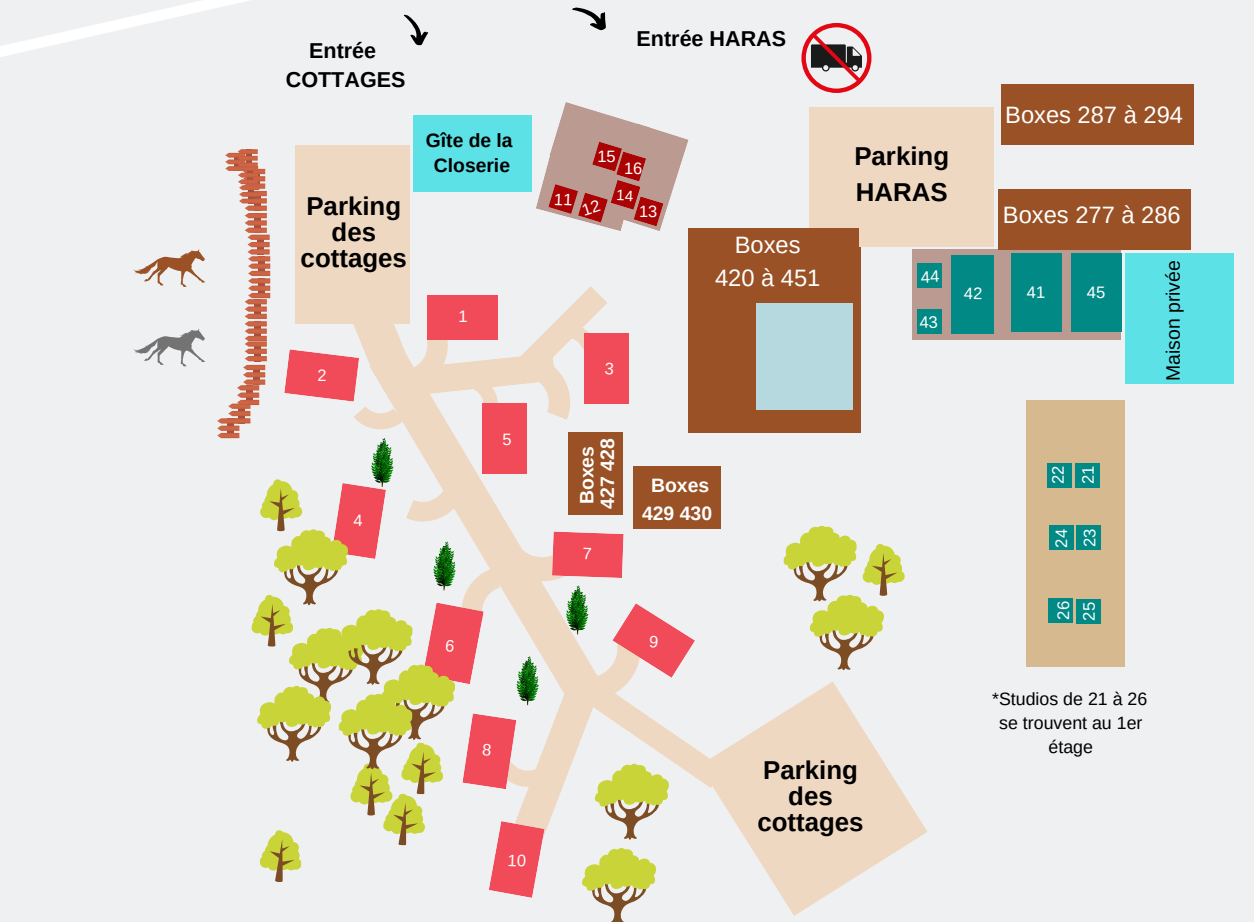 Entrée
COTTAGES
Entrée HARAS
Gîte de la
Closerie
Parking
des
cottages
15
16
11
12
14
13
Parking
HARAS
Boxes 287 à 294
Boxes 277 à 286
Boxes
420 à 451
44
43
42
41
45
Maison privée
1
2
3
5
4
Boxes
427 428
Boxes
429 430
7
6
9
8
10
22
21
24
23
26
25
*Studios de 21 à 26
se trouvent au 1er
étage
Parking
des
cottages